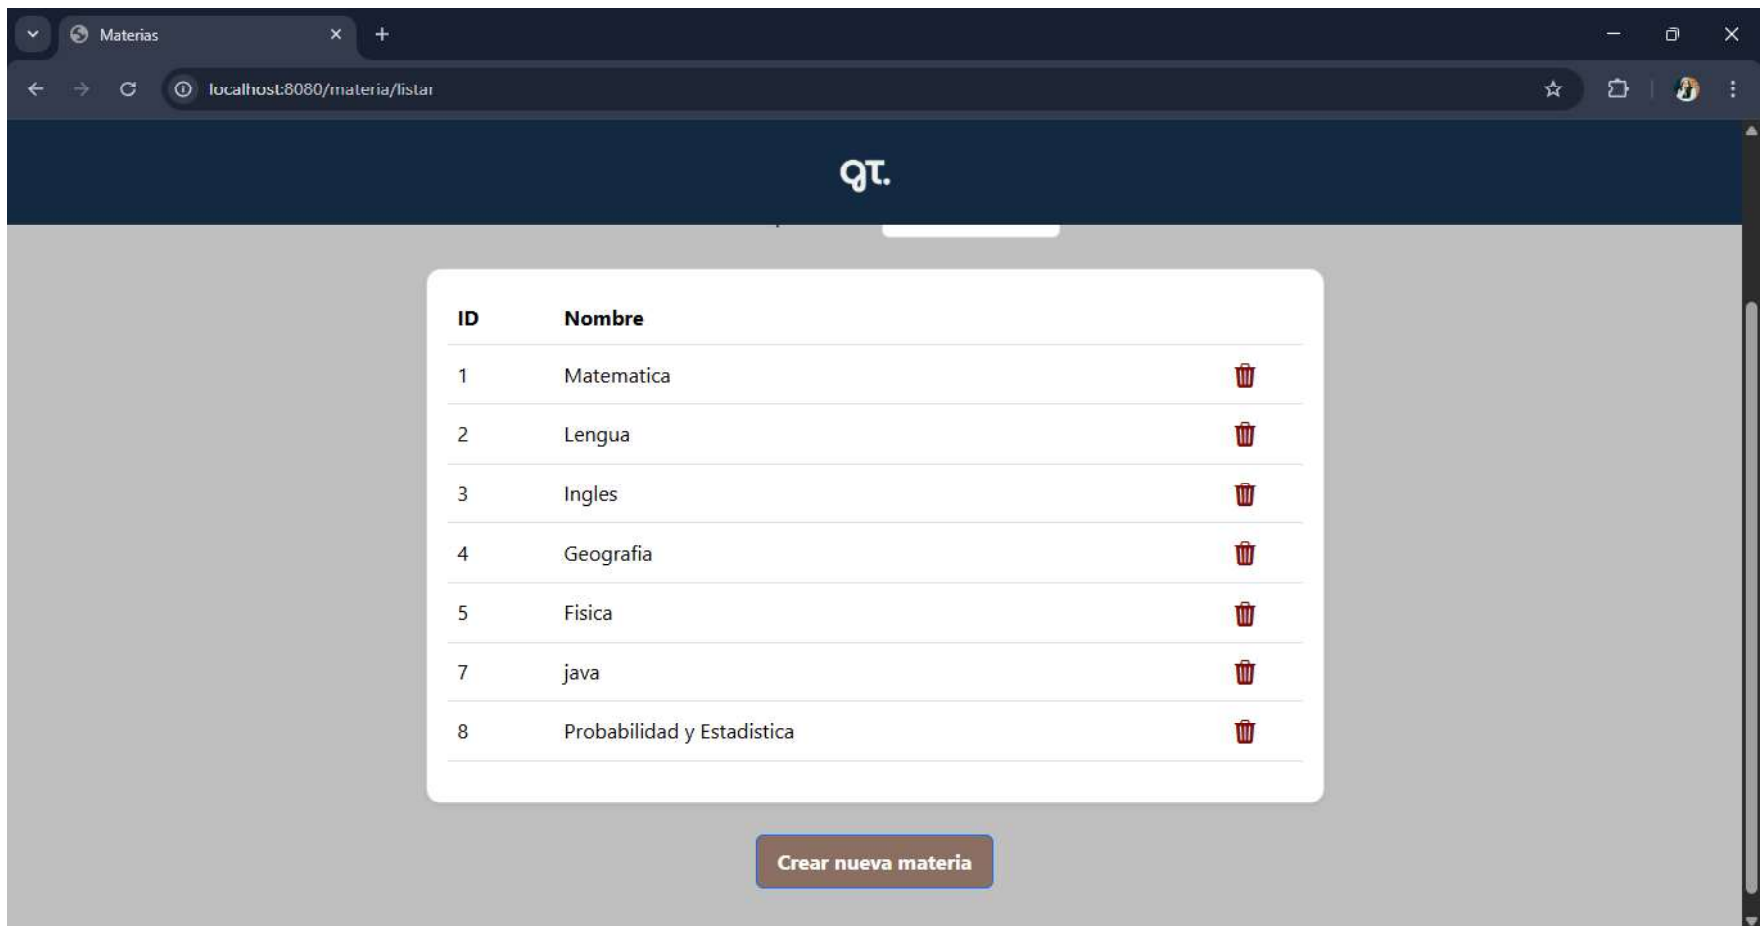 Materias
localhost:8080/materia/listar
gt.
ID Nombre
1 Matematica
2 Lengua
3 Ingles
4 Geografia
5 Fisica
7 java
8 Probabilidad y Estadistica
Crear nueva materia